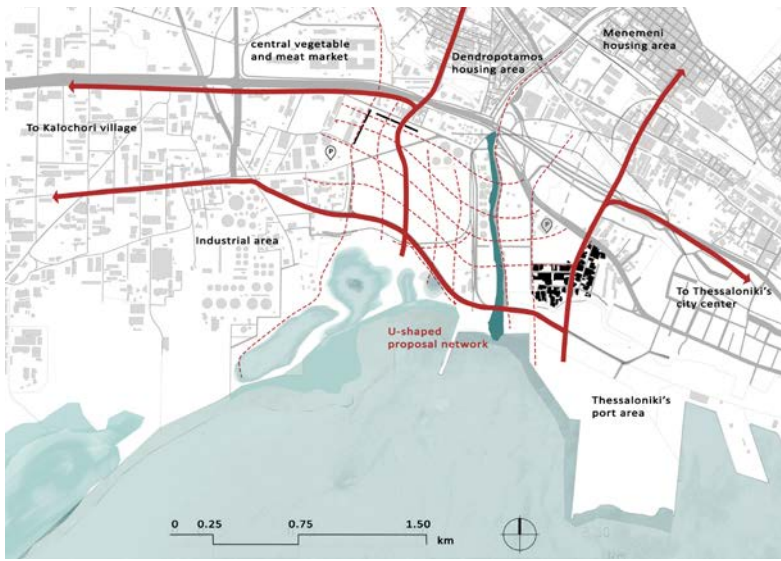 central vegetable
and meat market
Dendropotamos
housing area
Menemeni
housing area
To Kalochori village
P
P
Industrial area
To Thessaloniki's
city center
U-shaped
proposal network
Thessaloniki's
port area
0 0.25 0.75 1.50
km